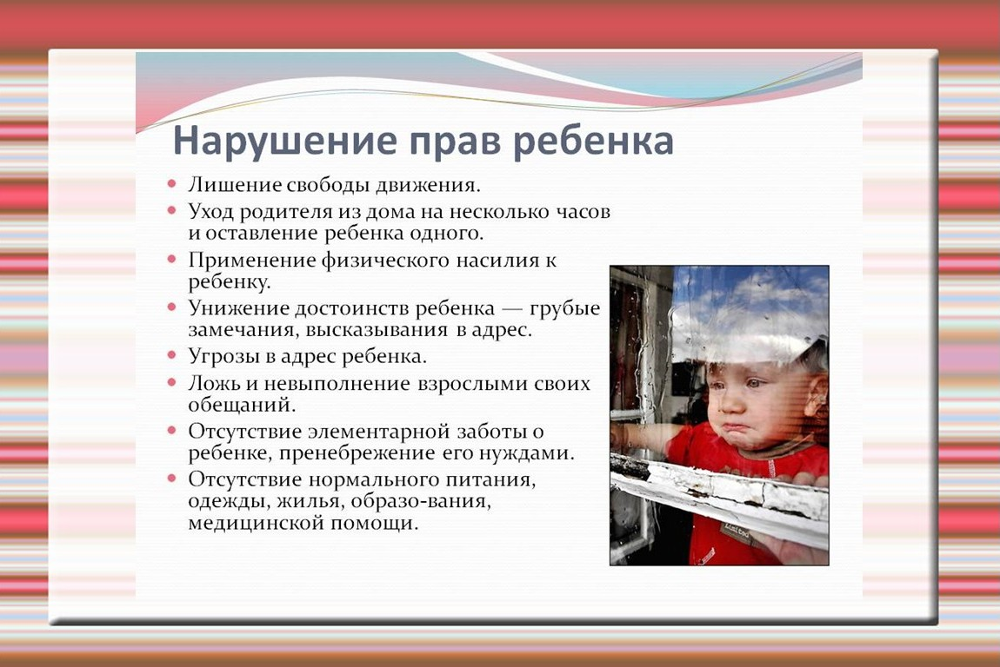 Нарушение прав ребенка
• Лишение свободы движения.
• Уход родителя из дома на несколько часов
и оставление ребенка одного.
• Применение физического насилия к
ребенку.
• Унижение достоинств ребенка — грубые
замечания, высказывания в адрес.
• Угрозы в адрес ребенка.
• Ложь и невыполнение взрослыми своих
обещаний.
• Отсутствие элементарной заботы о
ребенке, пренебрежение его нуждами.
• Отсутствие нормального питания,
одежды, жилья, образо-вания,
медицинской помощи.
Limited